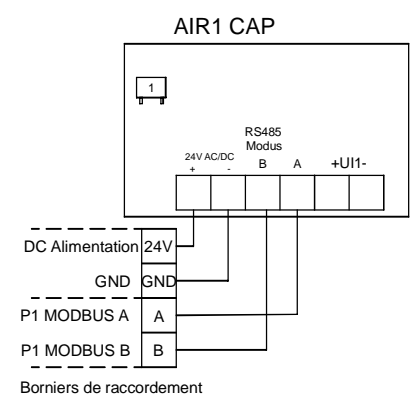 AIR1 CAP
1
RS485
Modus
24V AC/DC
+ - B A +UI1-
DC Alimentation 24V
GND GND
P1 MODBUS A A
P1 MODBUS B B
Borniers de raccordement